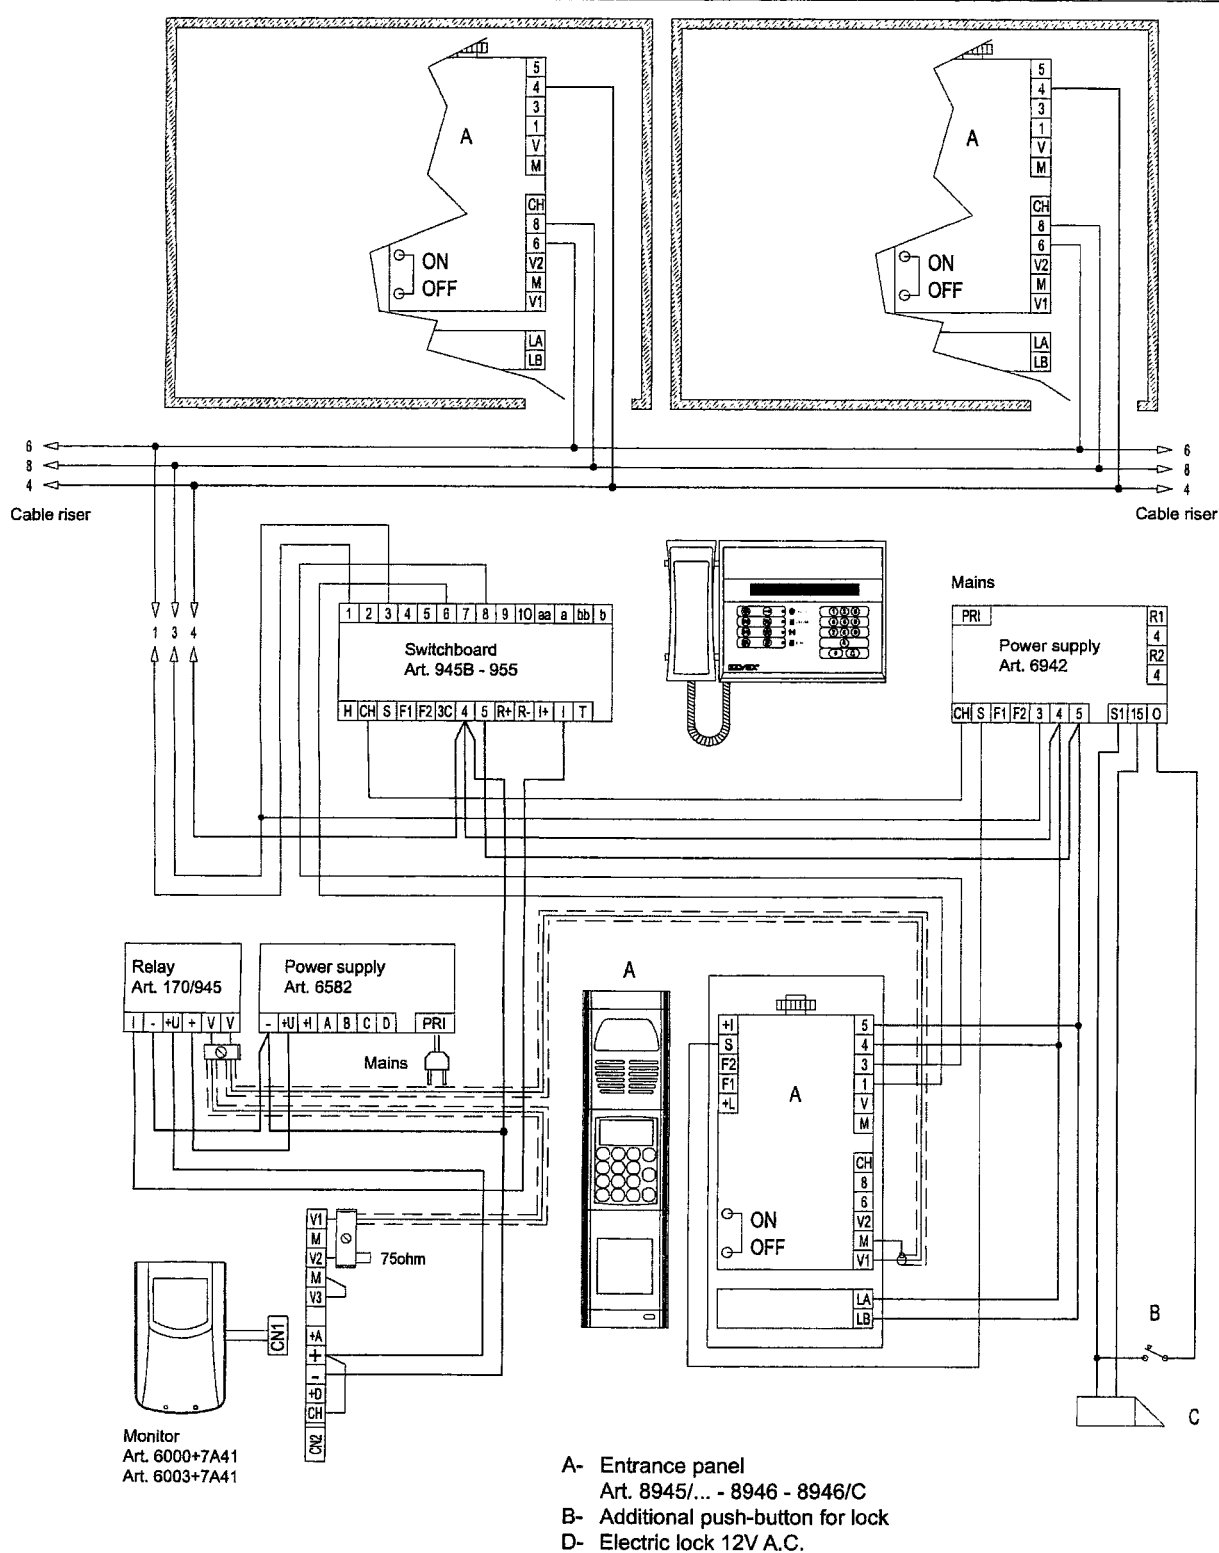 5
4
3
1
V
M
CH
8
6
V2
M
V1
LA
LB
A
ON
OFF
5
4
3
1
V
M
CH
8
6
V2
M
V1
LA
LB
A
ON
OFF
6
8
4
Cable riser
6
8
4
Cable riser
1 3 4
1 2 3 4 5 6 7 8 9 10 aa a bb b
Switchboard
Art. 945B - 955
H CH S F1 F2 3C 4 5 R+ R- I+ I T
Mains
PRI
R1
4
R2
4
Power supply
Art. 6942
CH S F1 F2 3 4 5 S1 15 O
Relay
Art. 170/945
I - +U + V V
Power supply
Art. 6582
- +U +I A B C D PRI
Mains
A
+I
S
F2
F1
+L
A
5
4
3
1
V
M
CH
8
6
V2
M
V1
ON
OFF
LA
LB
V1
M
V2
M
V3
+A
+
-
+D
CH
CN2
75ohm
CN1
B
C
Monitor
Art. 6000+7A41
Art. 6003+7A41
A- Entrance panel
Art. 8945/... - 8946 - 8946/C
B- Additional push-button for lock
D- Electric lock 12V A.C.